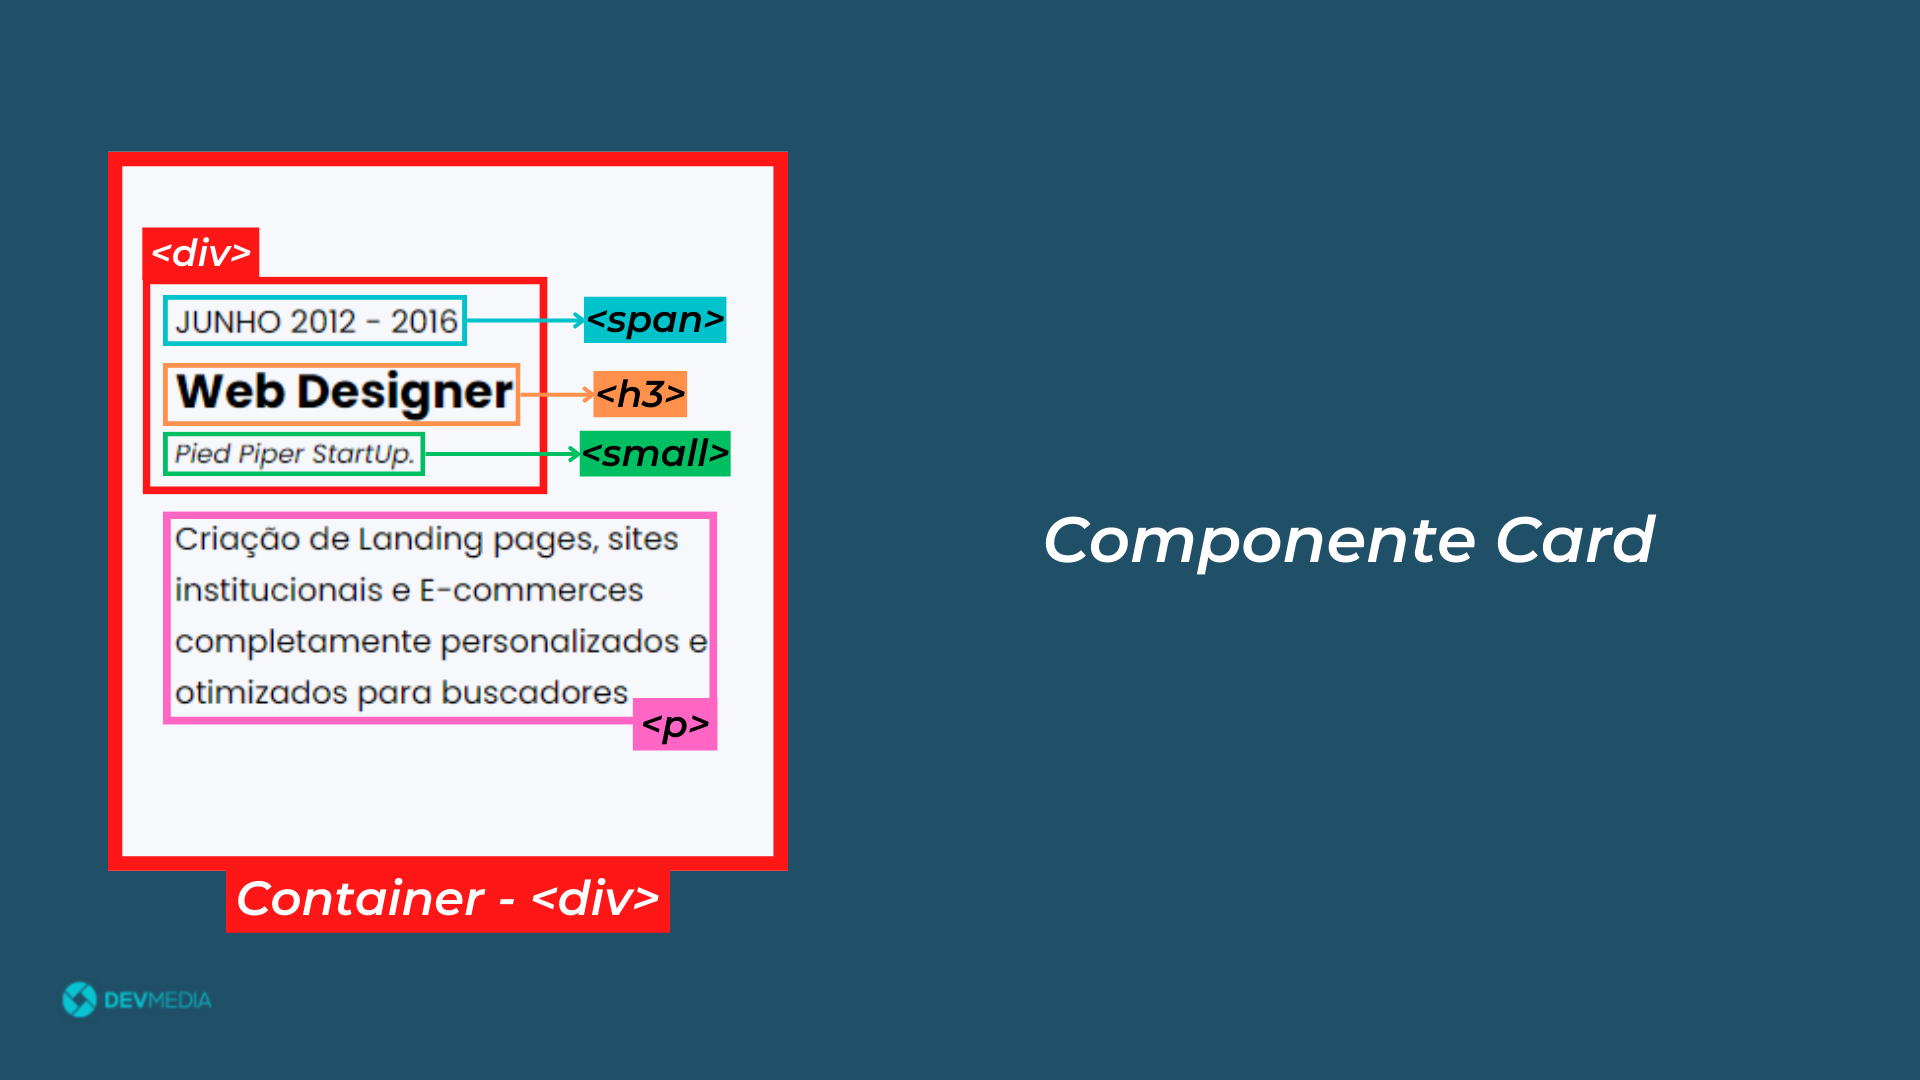 <div>
JUNHO 2012 - 2016
<span>
Web Designer
<h3>
Pied Piper StartUp.
<small>
Criação de Landing pages, sites
institucionais e E-commerces
completamente personalizados e
otimizados para buscadores
<p>
Container - <div>
Componente Card
DEVMEDIA